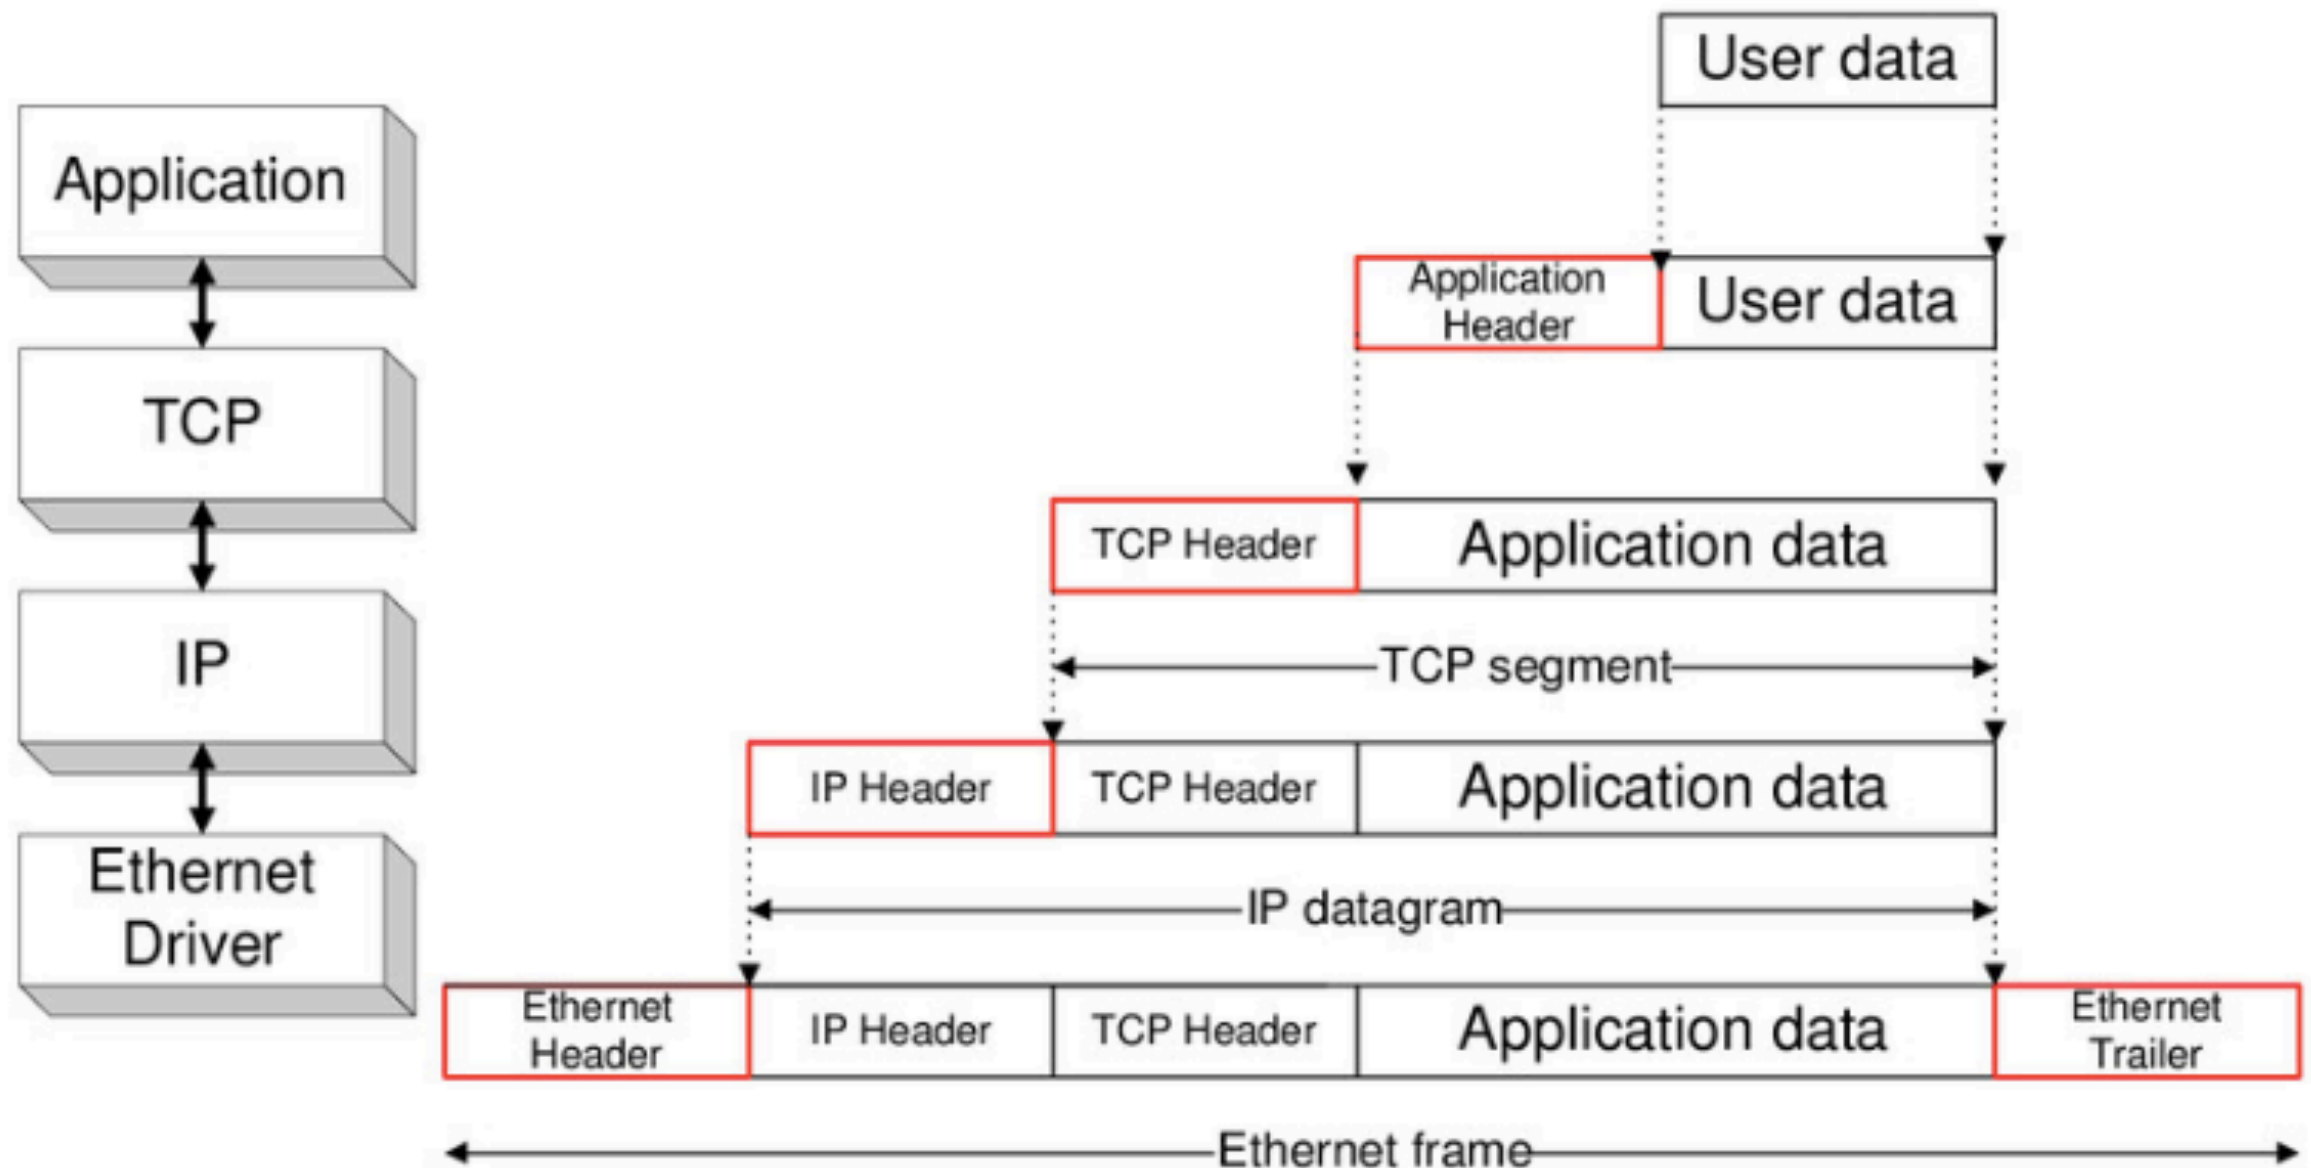 User data
Application
Application
Header
User data
TCP
TCP Header
Application data
IP
TCP segment
IP Header
TCP Header
Application data
Ethernet
Driver
IP datagram
Ethernet
Header
IP Header
TCP Header
Application data
Ethernet
Trailer
Ethernet frame